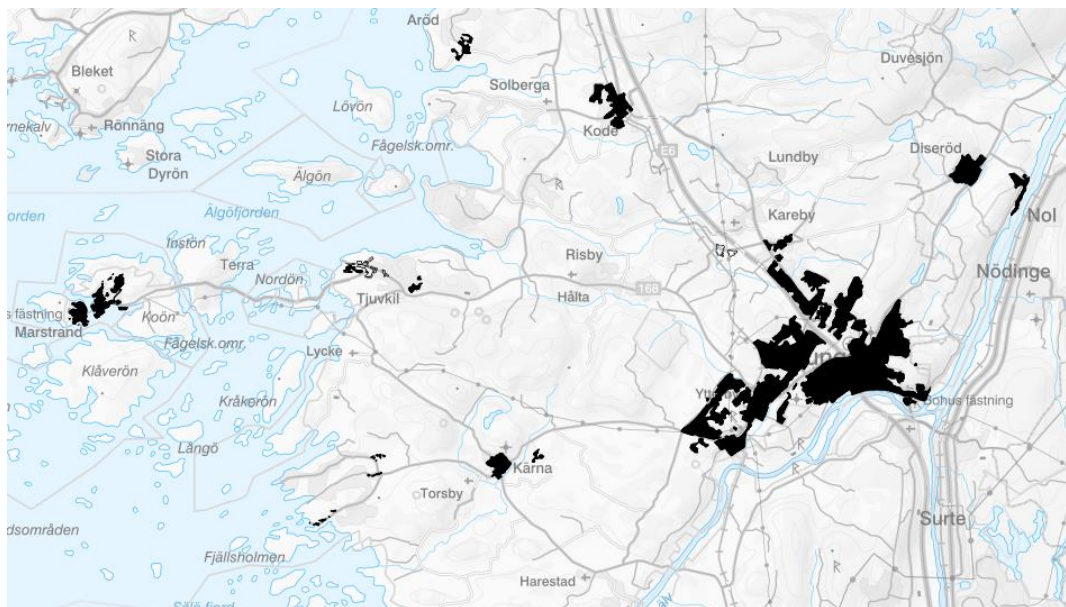 Aröd
Duvesjön
Bleket
Solberga
Lövön
Rönnäng
Kode
Fågelsk.omr.
E6
Lundby
Diseröd
Stora
Dyrön
Älgön
Älgöfjorden
Kareby
Nol
Instön
Terra
Risby
Nordön
Nödinge
Tjuvkil
Hålta
168
fästning
Koön
Marstrand
Fågelsk.omr.
Lycke
Klåverön
Kråkerön
Bohus fästning
Långö
Kärna
Torsby
Surte
Fjällsholmen
Harestad
älv